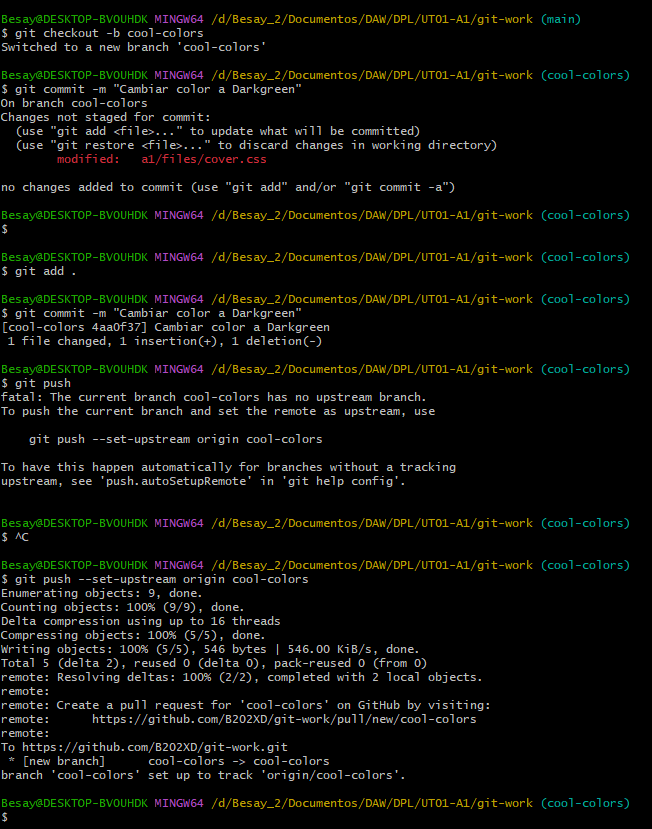 Besay@DESKTOP-BVOUHDK MINGW64 /d/Besay_2/Documentos/DAW/DPL/UT01-A1/git-work (main)
$ git checkout -b cool-colors
Switched to a new branch 'cool-colors'
Besay@DESKTOP-BVOUHDK MINGW64 /d/Besay_2/Documentos/DAW/DPL/UT01-A1/git-work (cool-colors)
$ git commit -m "Cambiar color a Darkgreen"
On branch cool-colors
Changes not staged for commit:
  (use "git add <file>..." to update what will be committed)
  (use "git restore <file>..." to discard changes in working directory)
        modified:   a1/files/cover.css
no changes added to commit (use "git add" and/or "git commit -a")
Besay@DESKTOP-BVOUHDK MINGW64 /d/Besay_2/Documentos/DAW/DPL/UT01-A1/git-work (cool-colors)
$
Besay@DESKTOP-BVOUHDK MINGW64 /d/Besay_2/Documentos/DAW/DPL/UT01-A1/git-work (cool-colors)
$ git add .
Besay@DESKTOP-BVOUHDK MINGW64 /d/Besay_2/Documentos/DAW/DPL/UT01-A1/git-work (cool-colors)
$ git commit -m "Cambiar color a Darkgreen"
[cool-colors 4aa0f37] Cambiar color a Darkgreen
 1 file changed, 1 insertion(+), 1 deletion(-)
Besay@DESKTOP-BVOUHDK MINGW64 /d/Besay_2/Documentos/DAW/DPL/UT01-A1/git-work (cool-colors)
$ git push
fatal: The current branch cool-colors has no upstream branch.
To push the current branch and set the remote as upstream, use
    git push --set-upstream origin cool-colors
To have this happen automatically for branches without a tracking
upstream, see 'push.autoSetupRemote' in 'git help config'.
Besay@DESKTOP-BVOUHDK MINGW64 /d/Besay_2/Documentos/DAW/DPL/UT01-A1/git-work (cool-colors)
$ ^C
Besay@DESKTOP-BVOUHDK MINGW64 /d/Besay_2/Documentos/DAW/DPL/UT01-A1/git-work (cool-colors)
$ git push --set-upstream origin cool-colors
Enumerating objects: 9, done.
Counting objects: 100% (9/9), done.
Delta compression using up to 16 threads
Compressing objects: 100% (5/5), done.
Writing objects: 100% (5/5), 546 bytes | 546.00 KiB/s, done.
Total 5 (delta 2), reused 0 (delta 0), pack-reused 0 (from 0)
remote: Resolving deltas: 100% (2/2), completed with 2 local objects.
remote:
remote: Create a pull request for 'cool-colors' on GitHub by visiting:
remote:      https://github.com/B202XD/git-work/pull/new/cool-colors
remote:
To https://github.com/B202XD/git-work.git
 * [new branch]      cool-colors -> cool-colors
branch 'cool-colors' set up to track 'origin/cool-colors'.
Besay@DESKTOP-BVOUHDK MINGW64 /d/Besay_2/Documentos/DAW/DPL/UT01-A1/git-work (cool-colors)
$